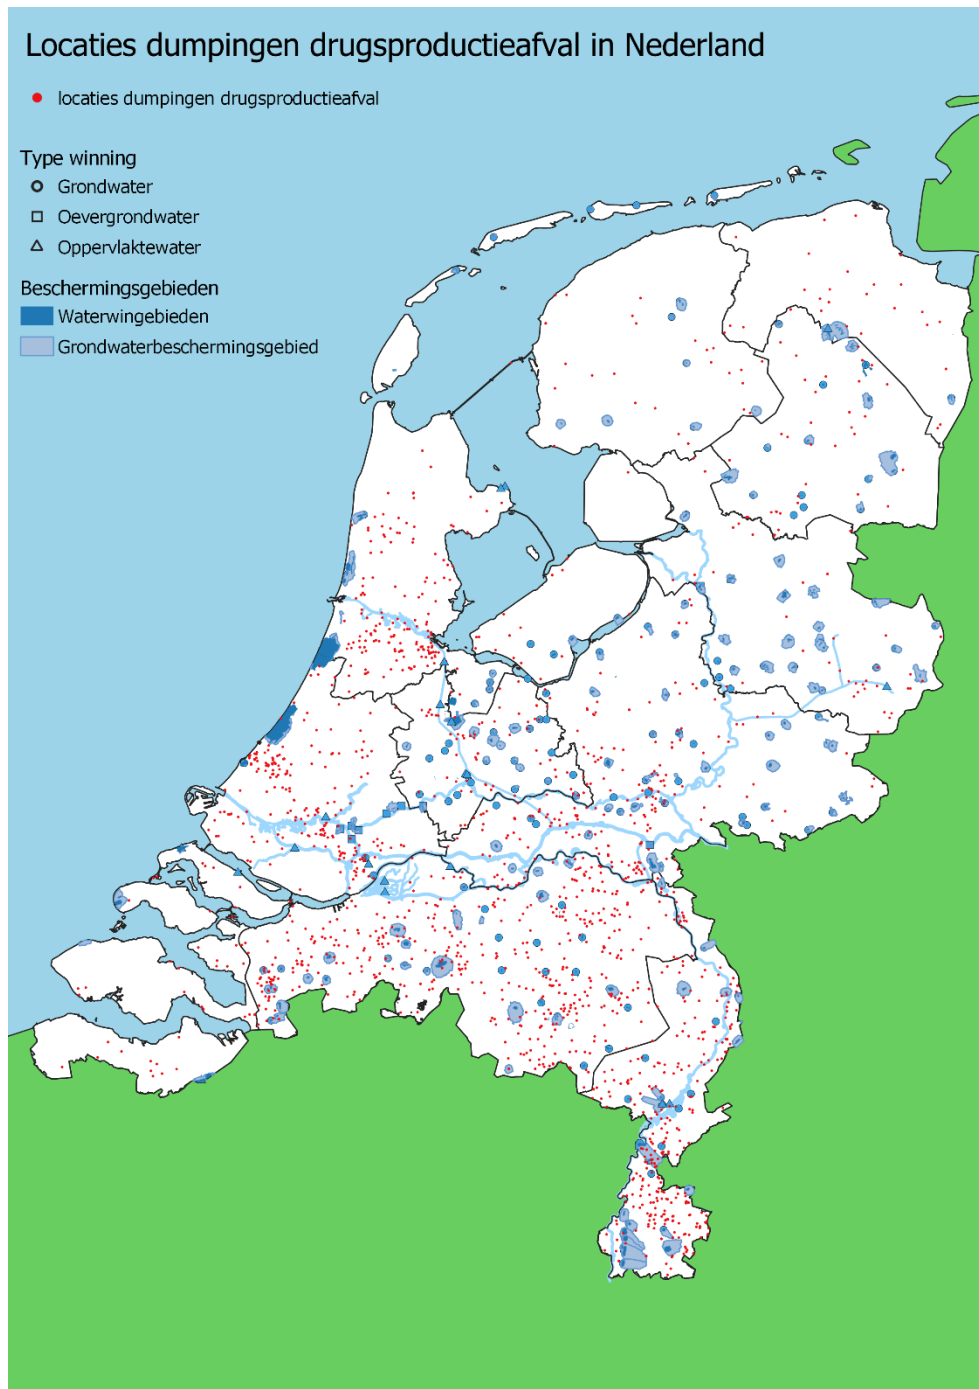 Locaties dumpingen drugsproductieafval in Nederland
locaties dumpingen drugsproductieafval
Type winning
Grondwater
Oevergrondwater
Oppervlaktewater
Beschermingsgebieden
Waterwingebieden
Grondwaterbeschermingsgebied